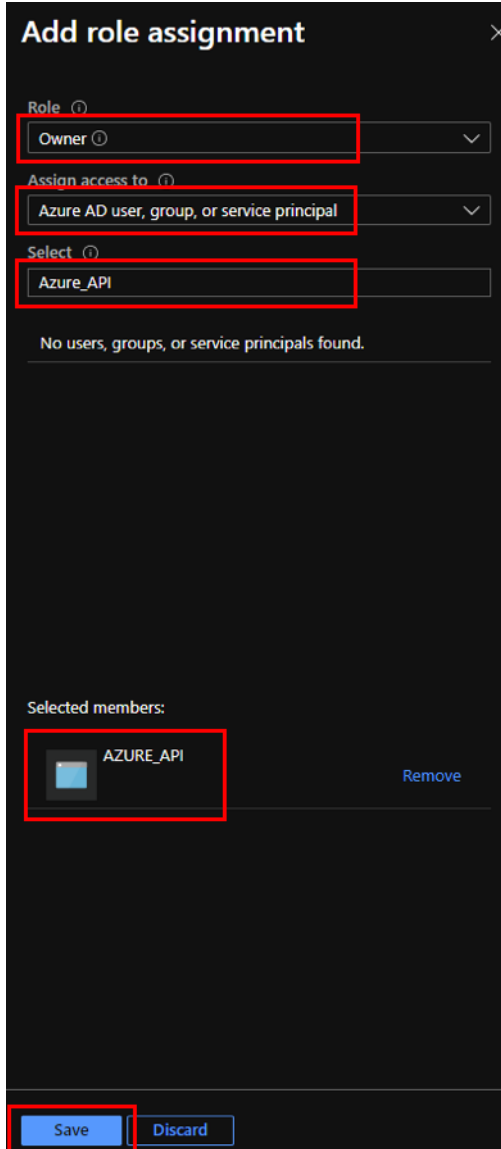 Add role assignment
Role
Owner
Assign access to
Azure AD user, group, or service principal
Select
Azure_API
No users, groups, or service principals found.
Selected members:
AZURE_API
Remove
Save Discard